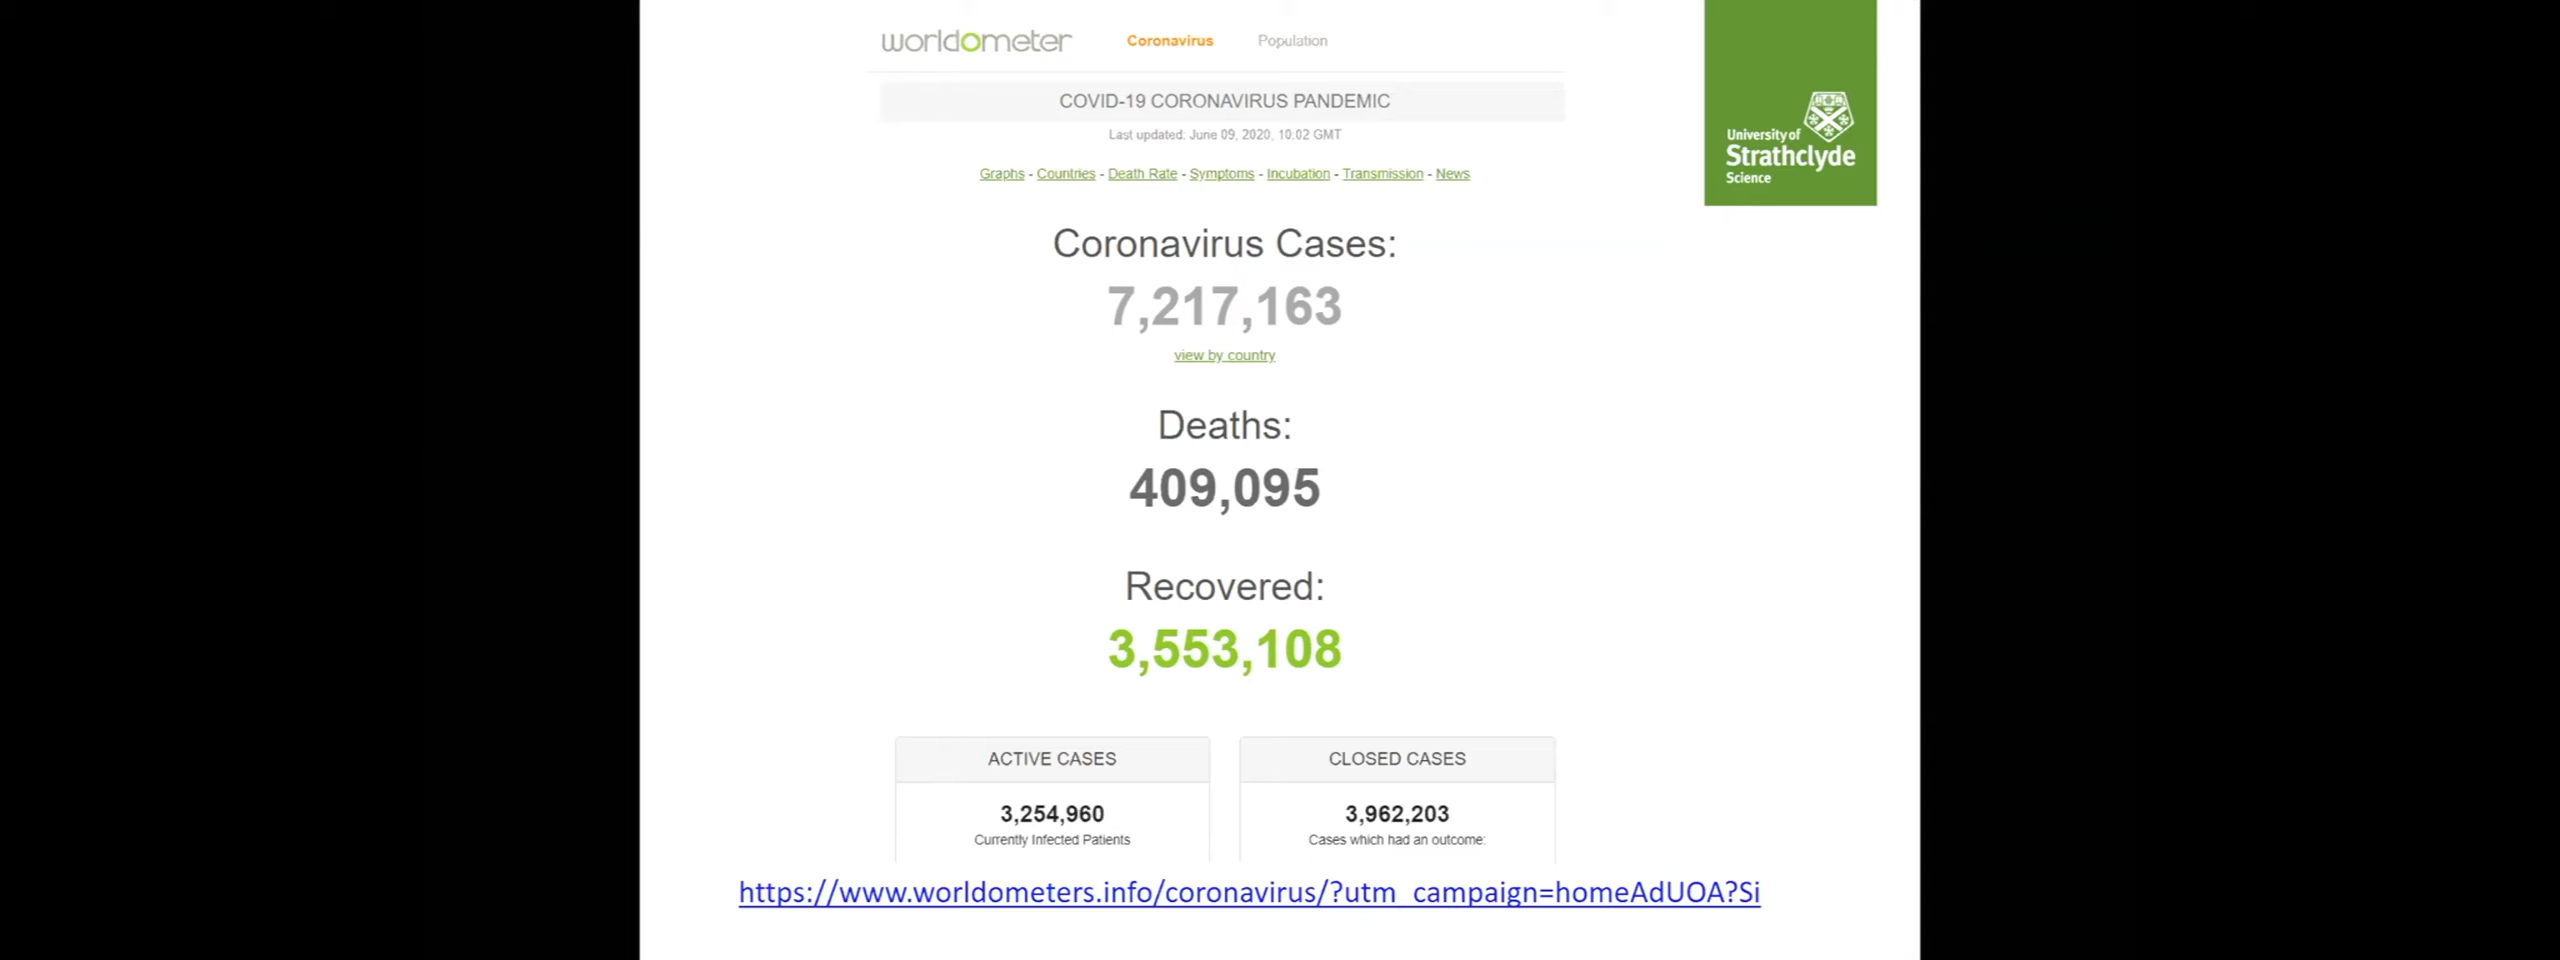 worldometer Coronavirus Population
COVID-19 CORONAVIRUS PANDEMIC
Last updated: June 09, 2020, 10.02 GMT
Graphs - Countries - Death Rate - Symptoms - Incubation - Transmission - News
University of
Strathclyde
Science
Coronavirus Cases:
7,217,163
view by country
Deaths:
409,095
Recovered:
3,553,108
ACTIVE CASES
3,254,960
Currently Infected Patients
CLOSED CASES
3,962,203
Cases which had an outcome:
https://www.worldometers.info/coronavirus/?utm_campaign=homeAdUOA?Si